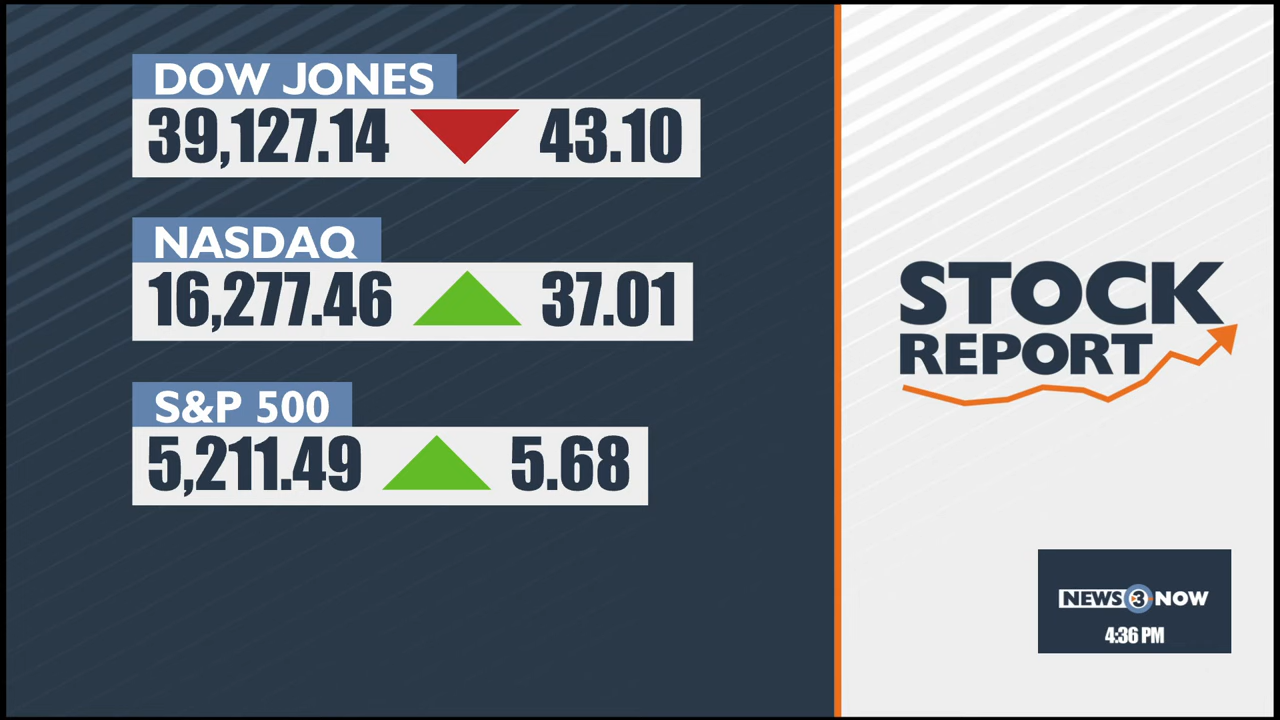 DOW JONES
39,127.14 43.10
NASDAQ
16,277.46 37.01
S&P 500
5,211.49 5.68
STOCK
REPORT
NEWS 3 NOW
4:36 PM